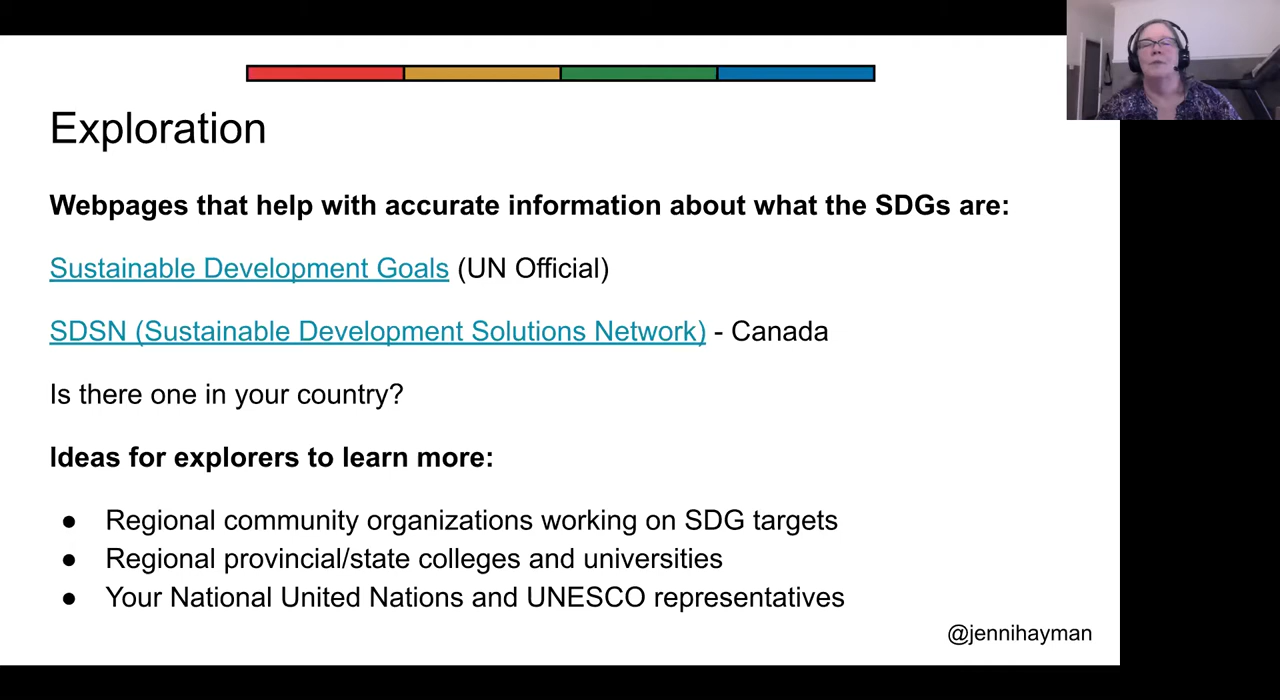 Exploration
Webpages that help with accurate information about what the SDGs are:
Sustainable Development Goals (UN Official)
SDSN (Sustainable Development Solutions Network) - Canada
Is there one in your country?
Ideas for explorers to learn more:
● Regional community organizations working on SDG targets
● Regional provincial/state colleges and universities
● Your National United Nations and UNESCO representatives
@jennihayman